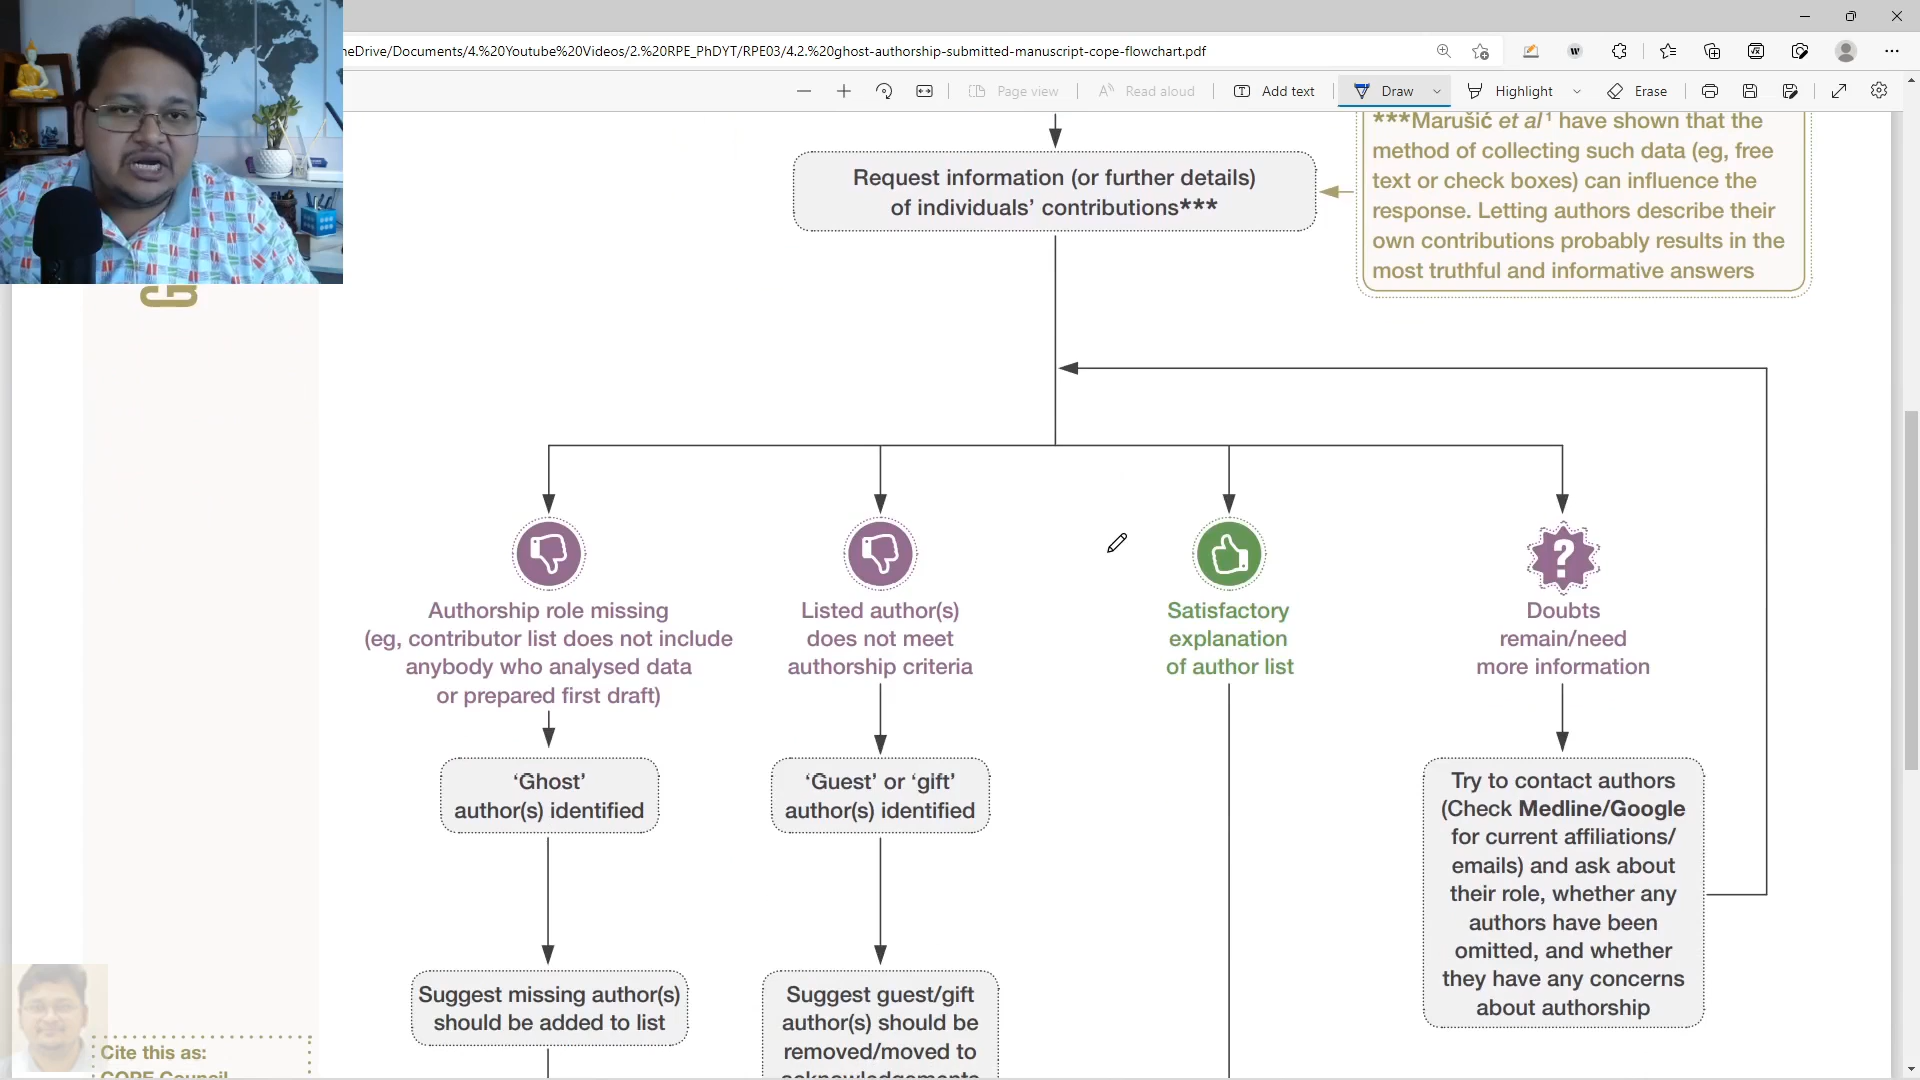 neDrive/Documents/4.%20Youtube%20Videos/2.%20RPE_PhDYT/RPE03/4.2.%20ghost-authorship-submitted-manuscript-cope-flowchart.pdf
Page view
Read aloud
Add text
Draw
Highlight
Erase
***Marušić et al¹ have shown that the
method of collecting such data (eg, free
text or check boxes) can influence the
response. Letting authors describe their
own contributions probably results in the
most truthful and informative answers
Request information (or further details)
of individuals’ contributions***
Authorship role missing
(eg, contributor list does not include
anybody who analysed data
or prepared first draft)
Listed author(s)
does not meet
authorship criteria
Satisfactory
explanation
of author list
Doubts
remain/need
more information
‘Ghost’
author(s) identified
‘Guest’ or ‘gift’
author(s) identified
Try to contact authors
(Check Medline/Google
for current affiliations/
emails) and ask about
their role, whether any
authors have been
omitted, and whether
they have any concerns
about authorship
Suggest missing author(s)
should be added to list
Suggest guest/gift
author(s) should be
removed/moved to
acknowledgements
Cite this as:
COPE Council